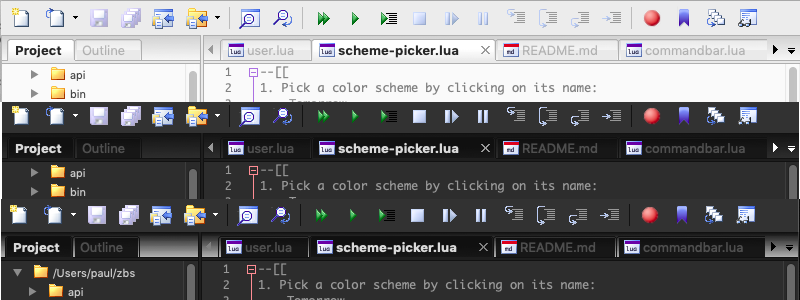 Project Outline user.lua scheme-picker.lua README.md commandbar.lua
api 1 --[[
bin 2 1. Pick a color scheme by clicking on its name:
Tomorrow
Project Outline user.lua scheme-picker.lua README.md commandbar.lua
api 1 --[[
bin 2 1. Pick a color scheme by clicking on its name:
Project Outline user.lua scheme-picker.lua README.md commandbar.lua
/Users/paul/zbs 1 --[[
api 2 1. Pick a color scheme by clicking on its name:
Tomorrow